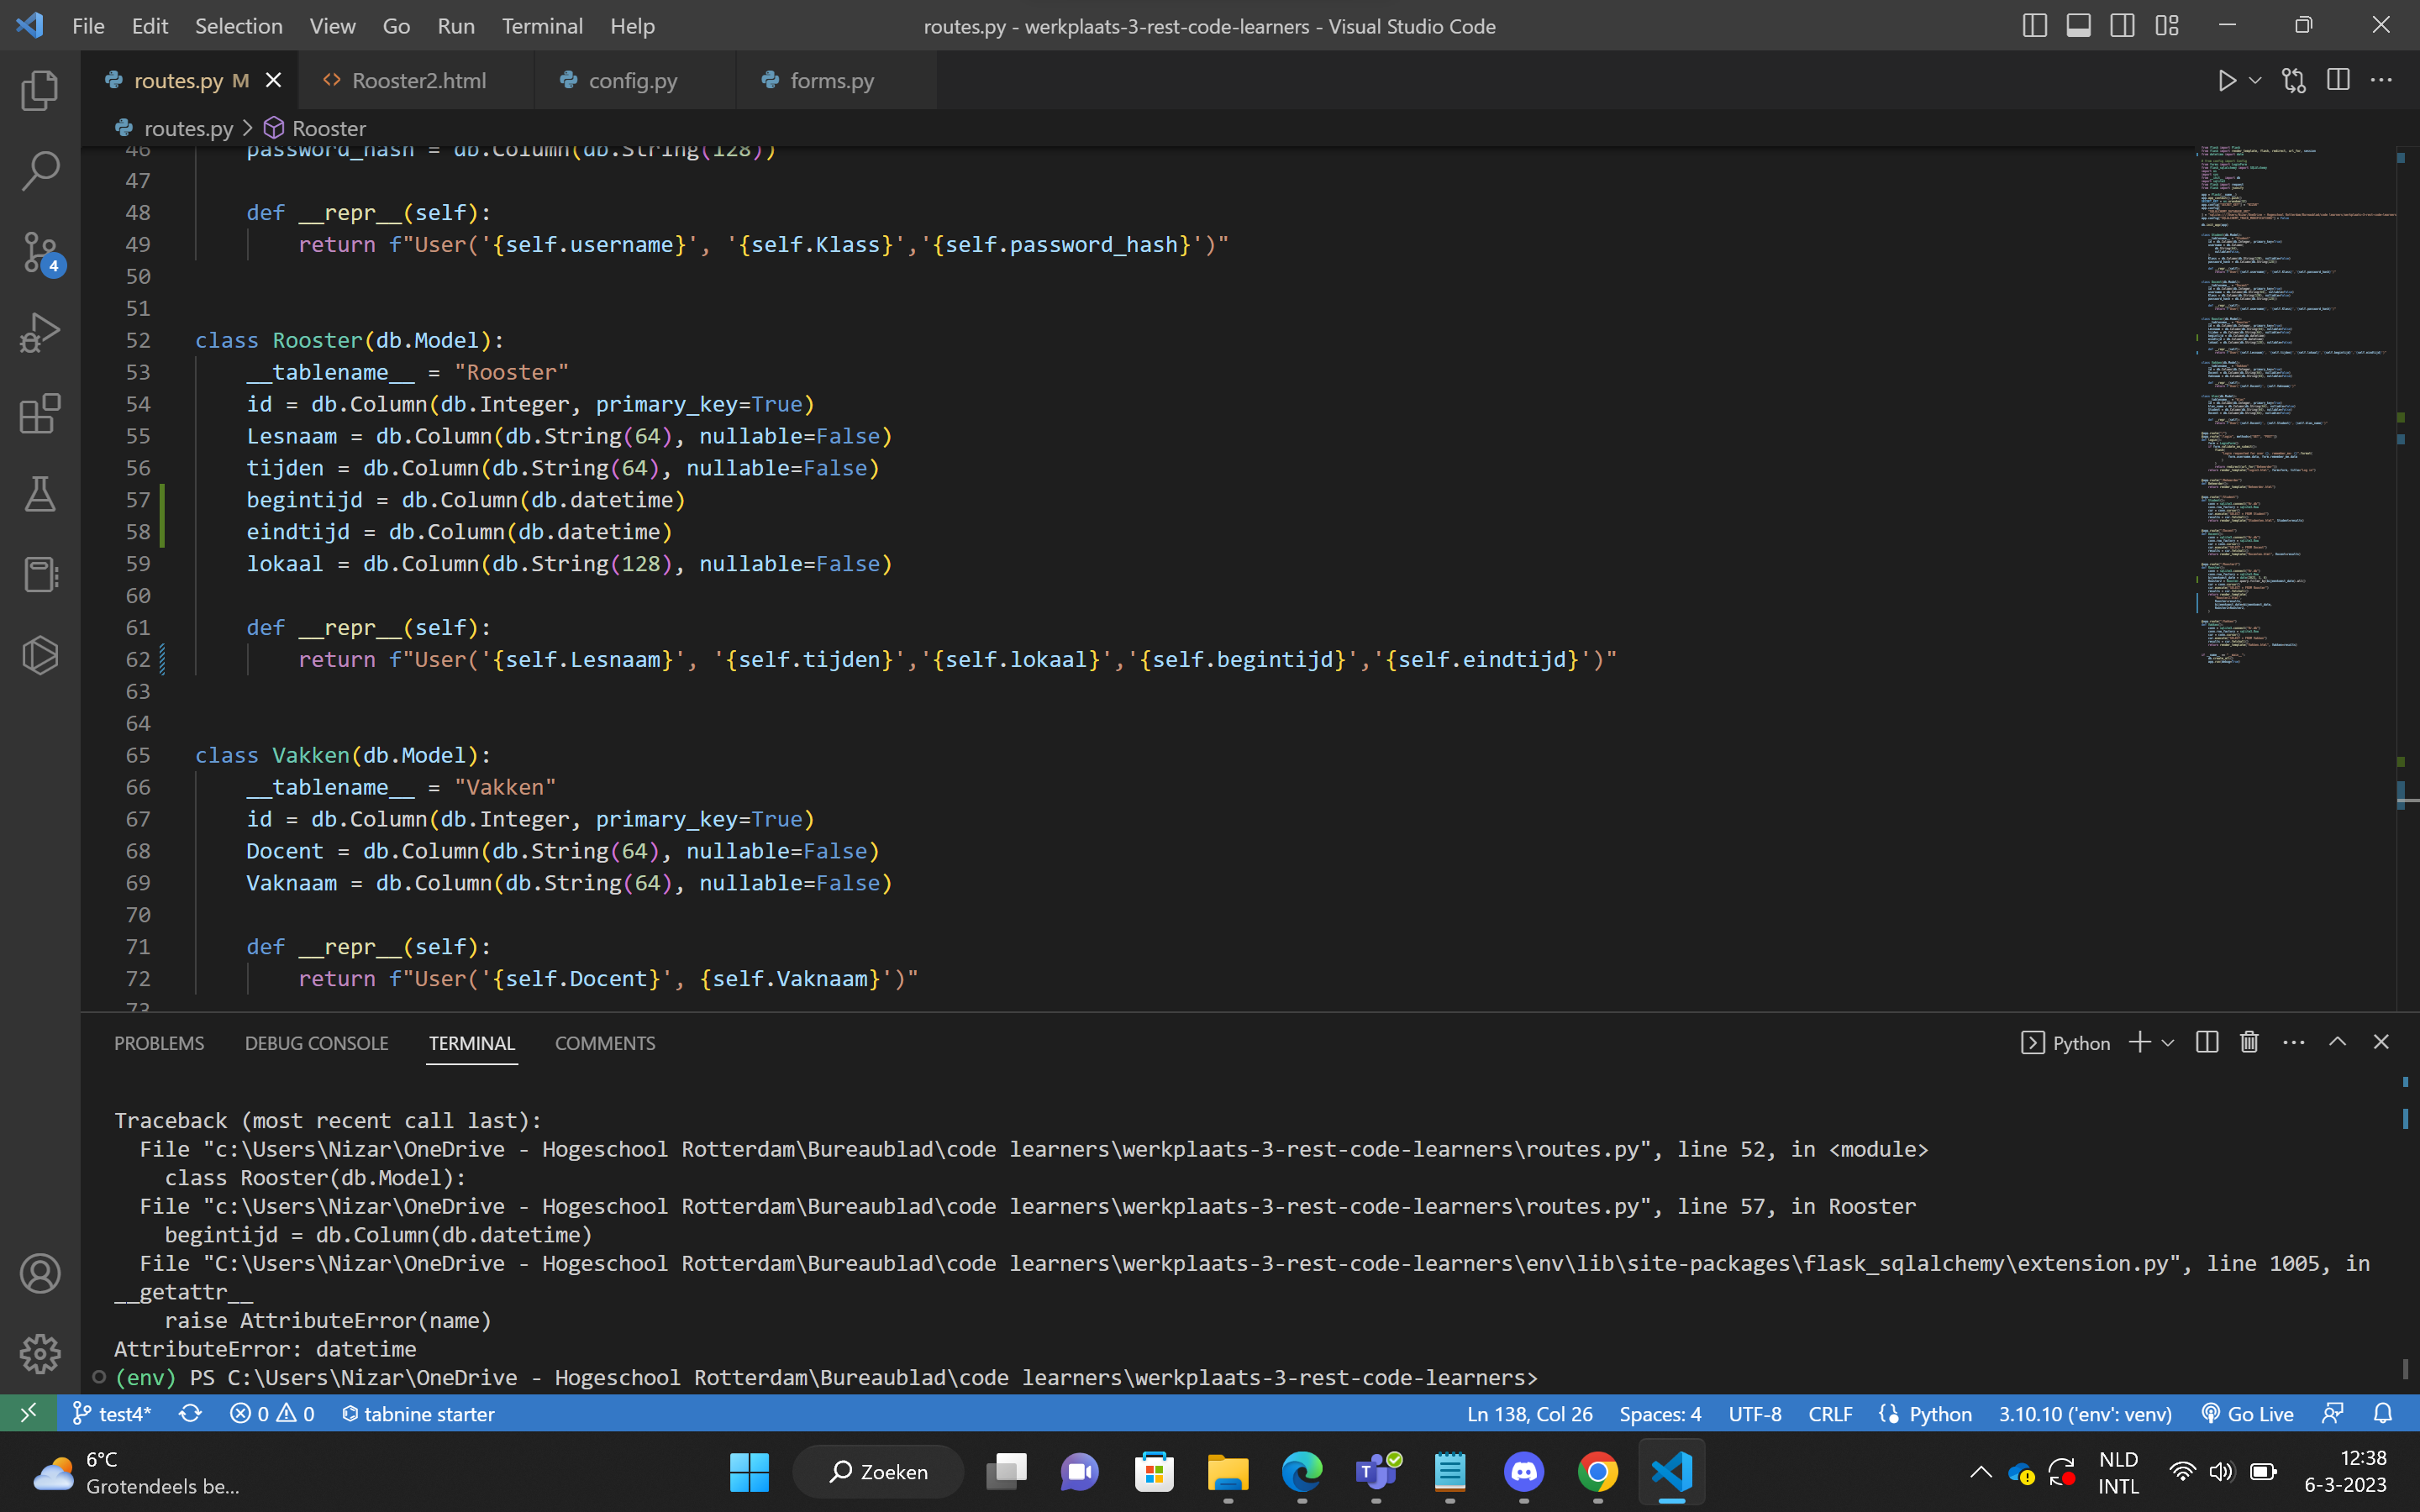 File Edit Selection View Go Run Terminal Help
routes.py - werkplaats-3-rest-code-learners - Visual Studio Code
routes.py M
Rooster2.html
config.py
forms.py
routes.py > Rooster
46 password_hash = db.Column(db.String(128))
47
48 def __repr__(self):
49 return f"User('{self.username}', '{self.Klass}','{self.password_hash}')"
50
51
52 class Rooster(db.Model):
53 __tablename__ = "Rooster"
54 id = db.Column(db.Integer, primary_key=True)
55 Lesnaam = db.Column(db.String(64), nullable=False)
56 tijden = db.Column(db.String(64), nullable=False)
57 begintijd = db.Column(db.datetime)
58 eindtijd = db.Column(db.datetime)
59 lokaal = db.Column(db.String(128), nullable=False)
60
61 def __repr__(self):
62 return f"User('{self.Lesnaam}', '{self.tijden}','{self.lokaal}','{self.begintijd}','{self.eindtijd}')"
63
64
65 class Vakken(db.Model):
66 __tablename__ = "Vakken"
67 id = db.Column(db.Integer, primary_key=True)
68 Docent = db.Column(db.String(64), nullable=False)
69 Vaknaam = db.Column(db.String(64), nullable=False)
70
71 def __repr__(self):
72 return f"User('{self.Docent}', {self.Vaknaam}')"
73
4
PROBLEMS DEBUG CONSOLE TERMINAL COMMENTS
Python
Traceback (most recent call last):
File "c:\Users\Nizar\OneDrive - Hogeschool Rotterdam\Bureaublad\code learners\werkplaats-3-rest-code-learners\routes.py", line 52, in <module>
class Rooster(db.Model):
File "c:\Users\Nizar\OneDrive - Hogeschool Rotterdam\Bureaublad\code learners\werkplaats-3-rest-code-learners\routes.py", line 57, in Rooster
begintijd = db.Column(db.datetime)
File "C:\Users\Nizar\OneDrive - Hogeschool Rotterdam\Bureaublad\code learners\werkplaats-3-rest-code-learners\env\lib\site-packages\flask_sqlalchemy\extension.py", line 1005, in
__getattr__
raise AttributeError(name)
AttributeError: datetime
(env) PS C:\Users\Nizar\OneDrive - Hogeschool Rotterdam\Bureaublad\code learners\werkplaats-3-rest-code-learners>
test4* 0 0 tabnine starter
Ln 138, Col 26 Spaces: 4 UTF-8 CRLF Python 3.10.10 ('env': venv) Go Live
6°C
Grotendeels be...
Zoeken
NLD
INTL
12:38
6-3-2023